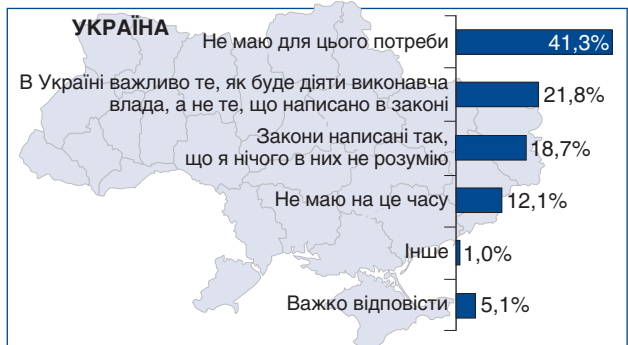 УКРАЇНА
Не маю для цього потреби 41,3%
В Україні важливо те, як буде діяти виконавча
влада, а не те, що написано в законі 21,8%
Закони написані так,
що я нічого в них не розумію 18,7%
Не маю на це часу 12,1%
Інше 1,0%
Важко відповісти 5,1%